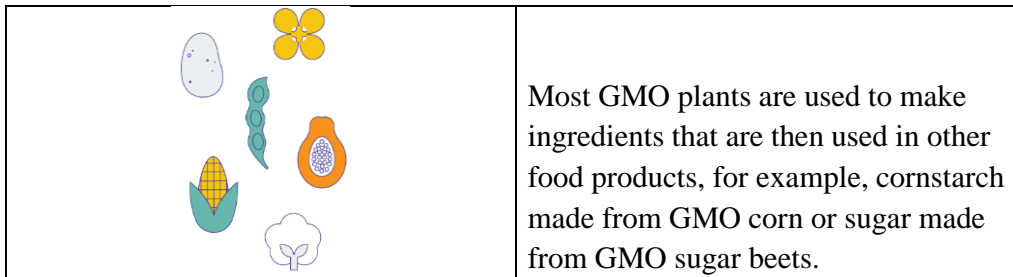 Most GMO plants are used to make
ingredients that are then used in other
food products, for example, cornstarch
made from GMO corn or sugar made
from GMO sugar beets.